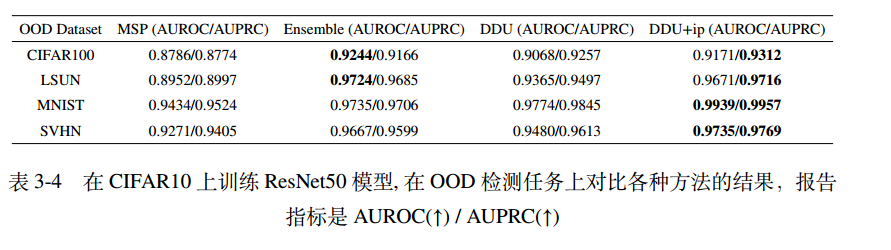 OOD Dataset MSP (AUROC/AUPRC) Ensemble (AUROC/AUPRC) DDU (AUROC/AUPRC) DDU+ip (AUROC/AUPRC)
CIFAR100 0.8786/0.8774 0.9244/0.9166 0.9068/0.9257 0.9171/0.9312
LSUN 0.8952/0.8997 0.9724/0.9685 0.9365/0.9497 0.9671/0.9716
MNIST 0.9434/0.9524 0.9735/0.9706 0.9774/0.9845 0.9939/0.9957
SVHN 0.9271/0.9405 0.9667/0.9599 0.9480/0.9613 0.9735/0.9769
表 3-4 在 CIFAR10 上训练 ResNet50 模型, 在 OOD 检测任务上对比各种方法的结果，报告
指标是 AUROC(↑) / AUPRC(↑)